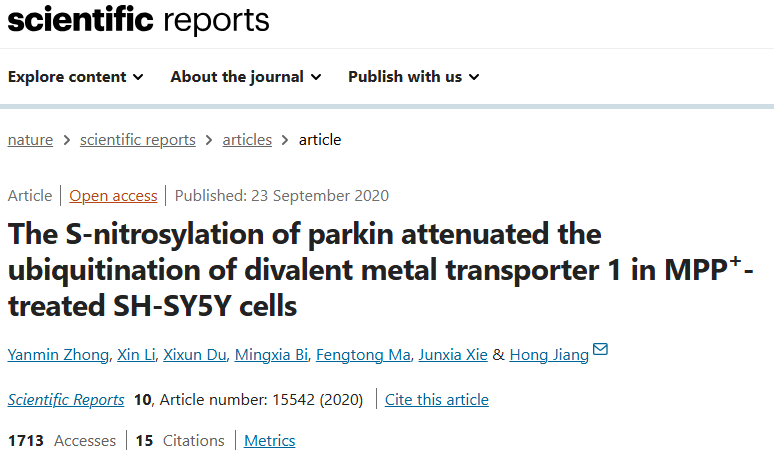 scientific reports
Explore content About the journal Publish with us
nature > scientific reports > articles > article
Article | Open access | Published: 23 September 2020
The S-nitrosylation of parkin attenuated the
ubiquitination of divalent metal transporter 1 in MPP⁺-
treated SH-SY5Y cells
Yanmin Zhong, Xin Li, Xixun Du, Mingxia Bi, Fengtong Ma, Junxia Xie & Hong Jiang
Scientific Reports 10, Article number: 15542 (2020) | Cite this article
1713 Accesses | 15 Citations | Metrics